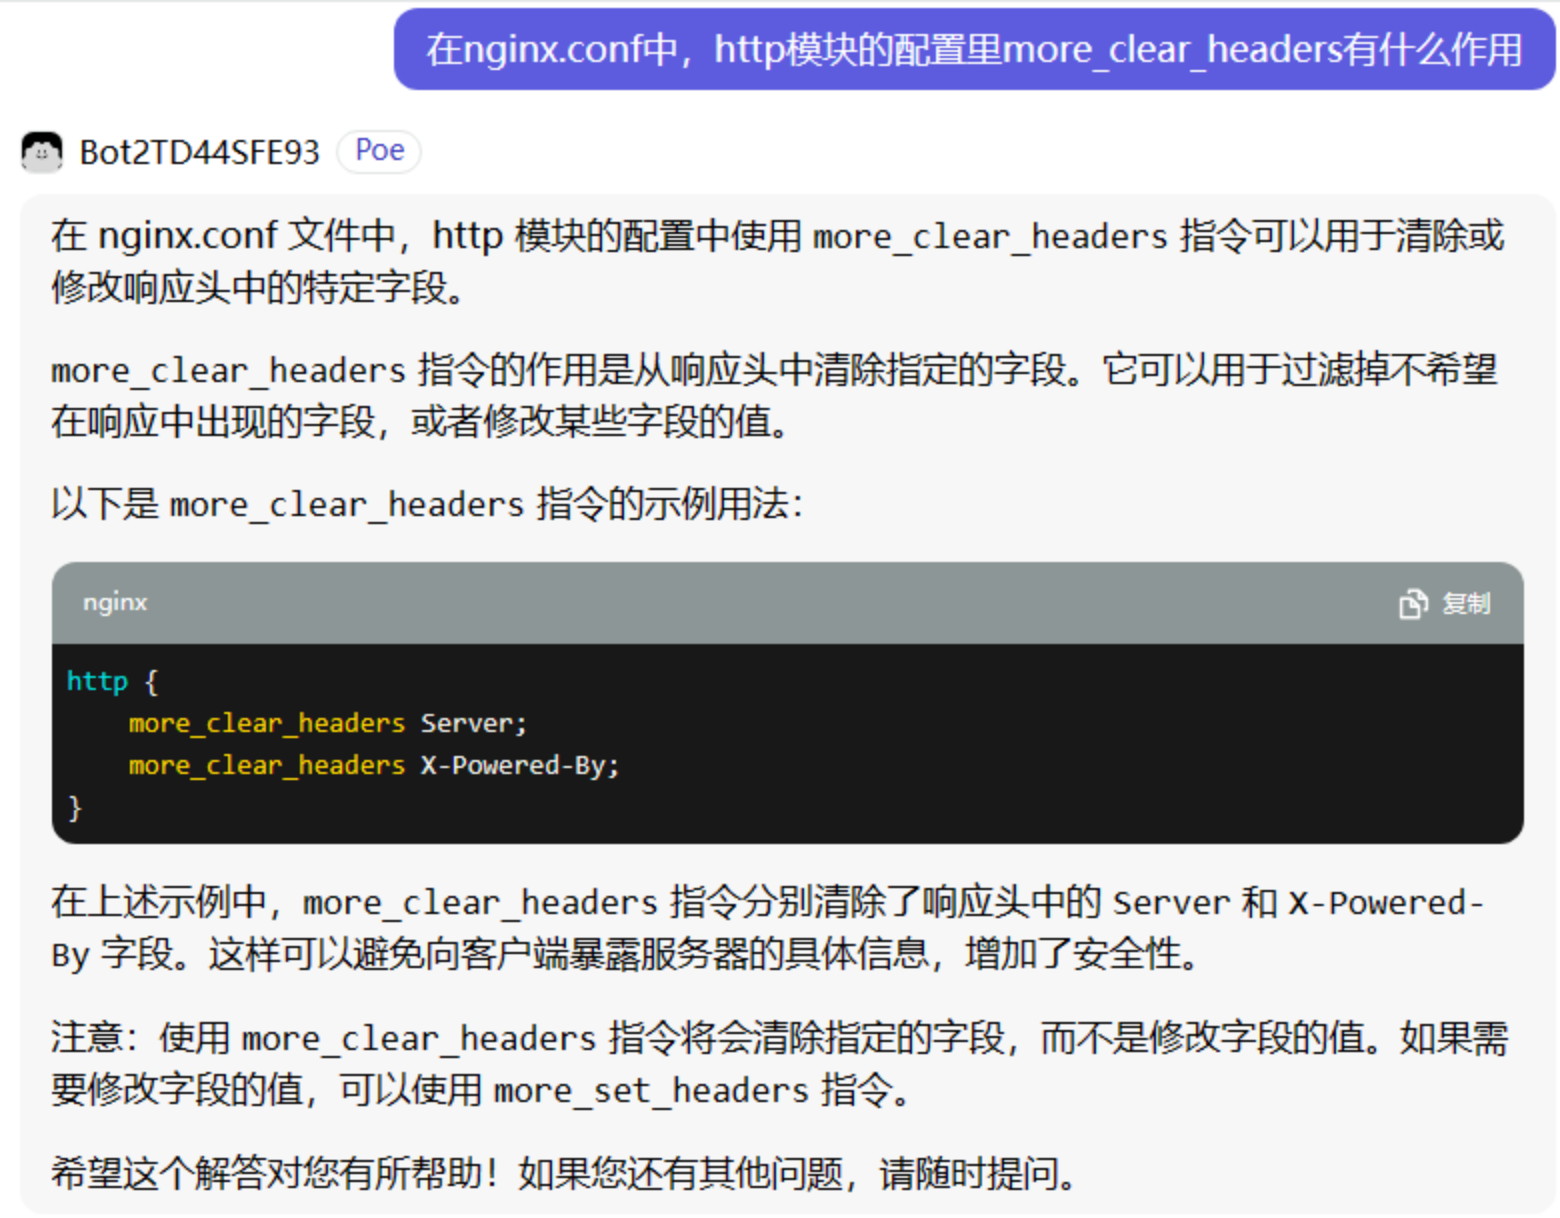 在nginx.conf中，http模块的配置里more_clear_headers有什么作用
Bot2TD44SFE93 Poe
在 nginx.conf 文件中，http 模块的配置中使用 more_clear_headers 指令可以用于清除或
修改响应头中的特定字段。
more_clear_headers 指令的作用是从响应头中清除指定的字段。它可以用于过滤掉不希望
在响应中出现的字段，或者修改某些字段的值。
以下是 more_clear_headers 指令的示例用法：
nginx 复制
http {
    more_clear_headers Server;
    more_clear_headers X-Powered-By;
}
在上述示例中，more_clear_headers 指令分别清除了响应头中的 Server 和 X-Powered-
By 字段。这样可以避免向客户端暴露服务器的具体信息，增加了安全性。
注意：使用 more_clear_headers 指令将会清除指定的字段，而不是修改字段的值。如果需
要修改字段的值，可以使用 more_set_headers 指令。
希望这个解答对您有所帮助！如果您还有其他问题，请随时提问。